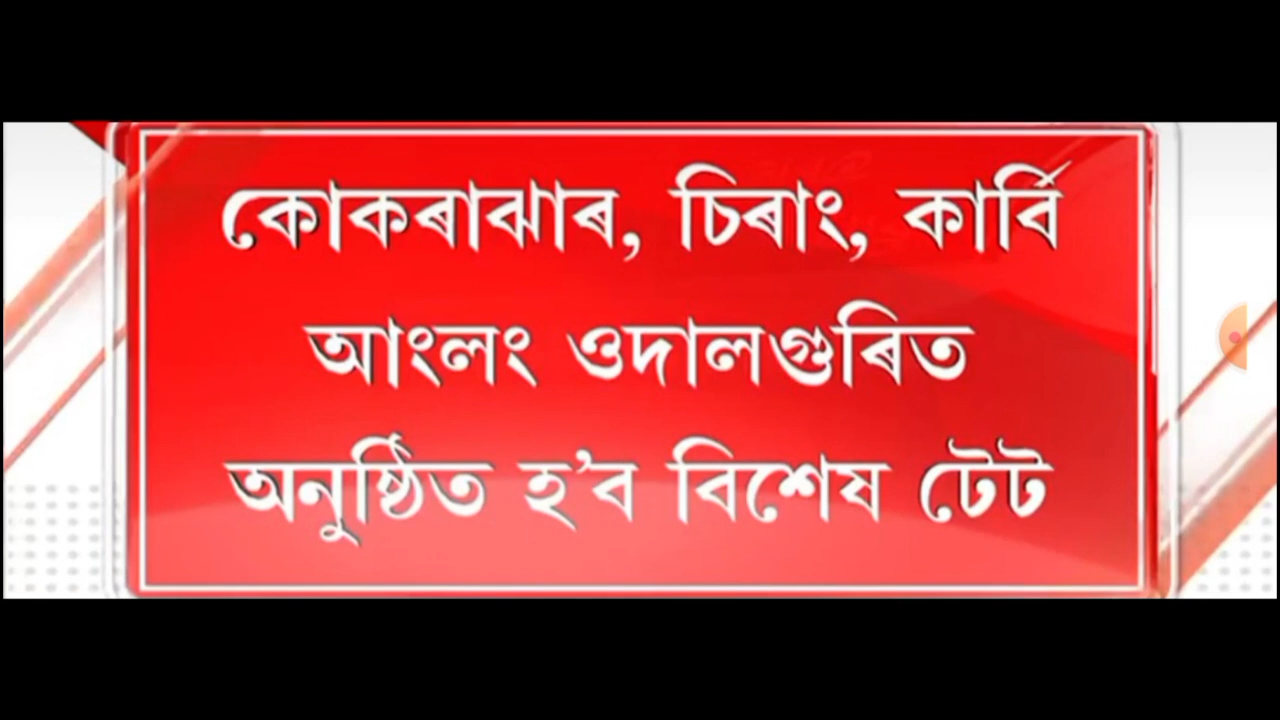 কোকৰাঝাৰ, চিৰাং, কাৰ্বি
আংলং ওদালগুৰিত
অনুষ্ঠিত হ'ব বিশেষ টেট